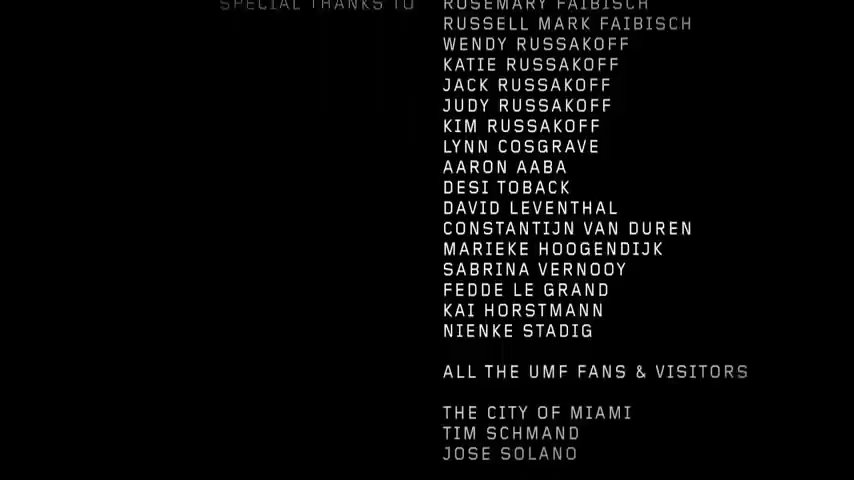 SPECIAL THANKS TO ROSEMARY FAIBISCH
RUSSELL MARK FAIBISCH
WENDY RUSSAKOFF
KATIE RUSSAKOFF
JACK RUSSAKOFF
JUDY RUSSAKOFF
KIM RUSSAKOFF
LYNN COSGRAVE
AARON AABA
DESI TOBACK
DAVID LEVENTHAL
CONSTANTIJN VAN DUREN
MARIEKE HOOGENDIJK
SABRINA VERNOOY
FEDDE LE GRAND
KAI HORSTMANN
NIENKE STADIG
ALL THE UMF FANS & VISITORS
THE CITY OF MIAMI
TIM SCHMAND
JOSE SOLANO